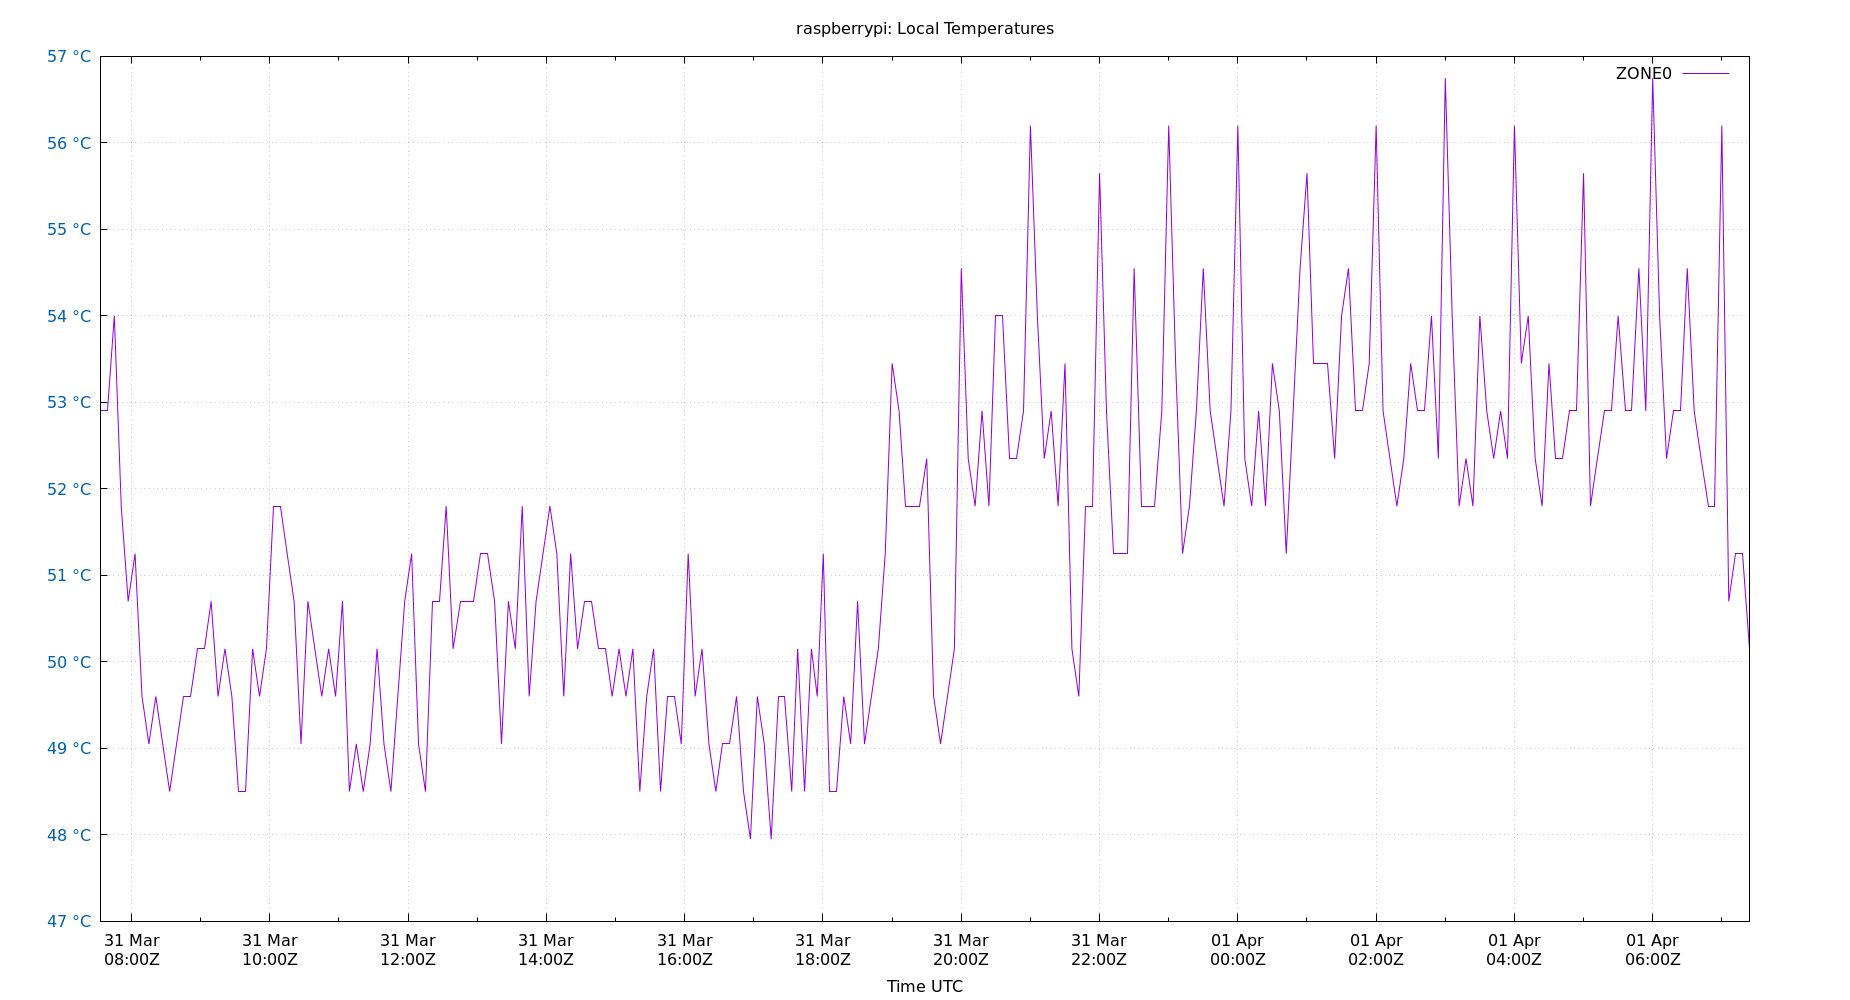 raspberrypi: Local Temperatures
57 °C
56 °C
55 °C
54 °C
53 °C
52 °C
51 °C
50 °C
49 °C
48 °C
47 °C
ZONE0
31 Mar 31 Mar 31 Mar 31 Mar 31 Mar 31 Mar 31 Mar 31 Mar 01 Apr 01 Apr 01 Apr 01 Apr
08:00Z 10:00Z 12:00Z 14:00Z 16:00Z 18:00Z 20:00Z 22:00Z 00:00Z 02:00Z 04:00Z 06:00Z
Time UTC